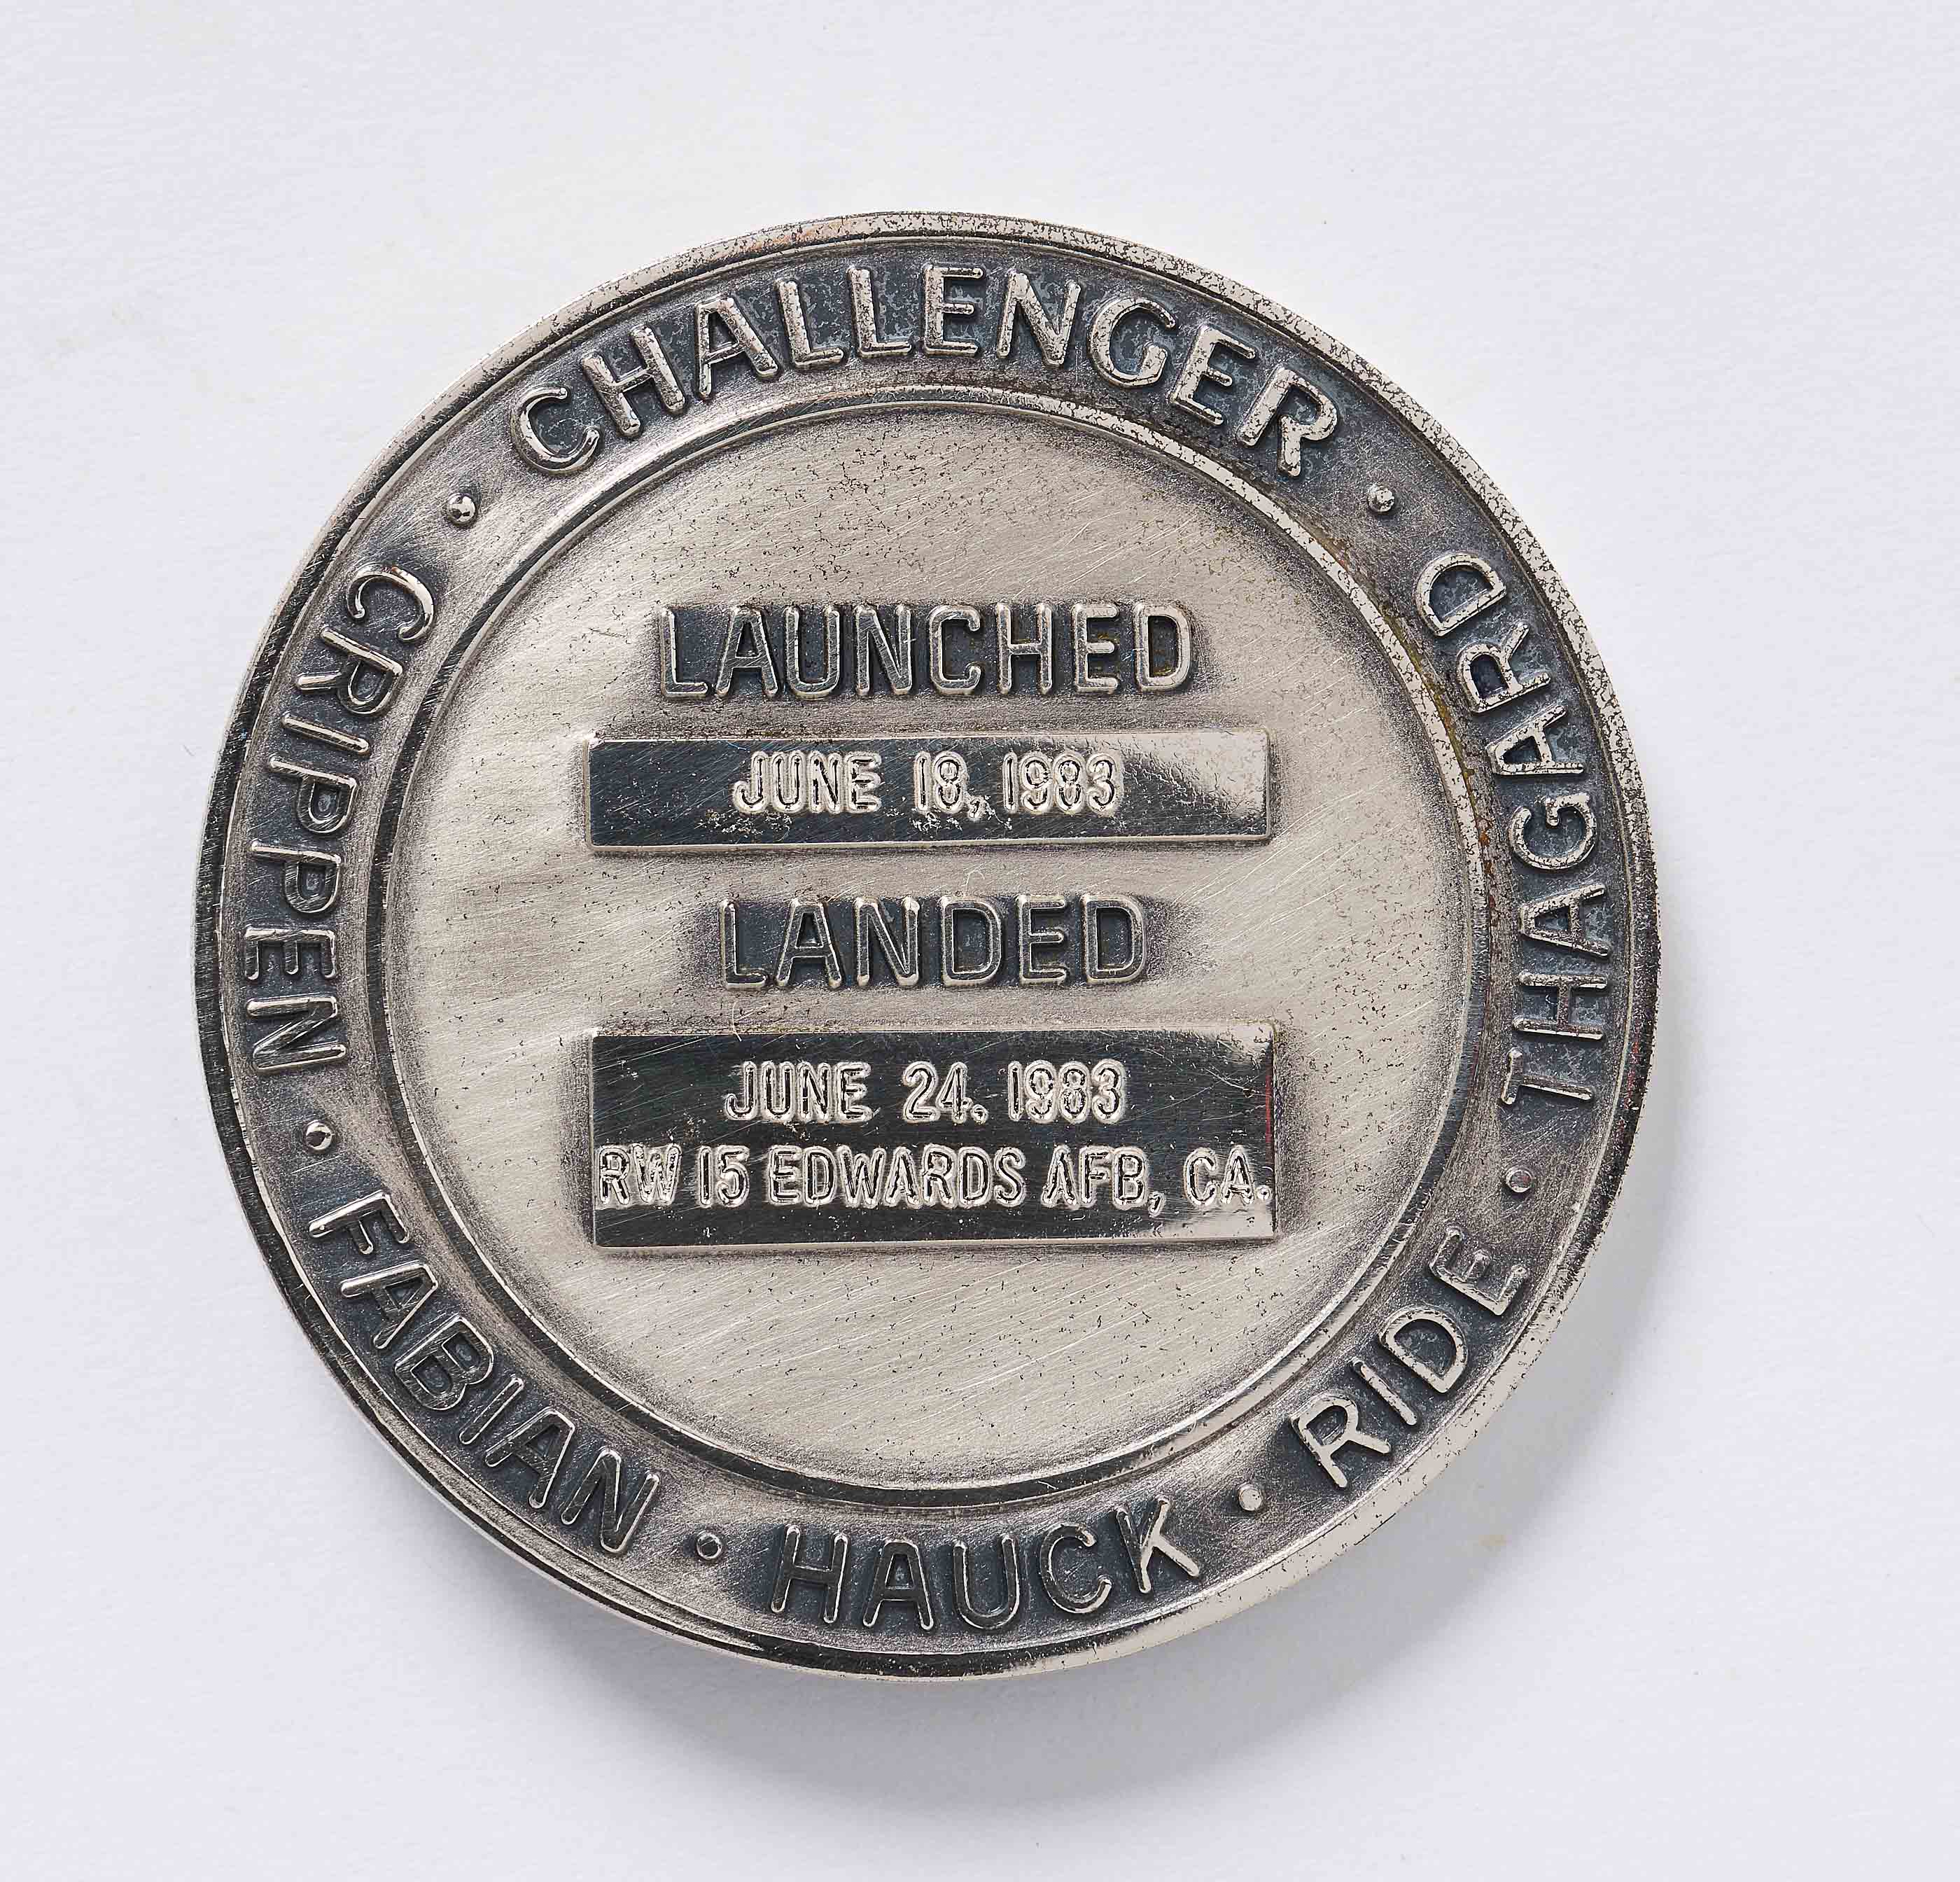 CHALLENGER
CRIPPEN · FABIAN · HAUCK · RIDE · THAGARD
LAUNCHED
JUNE 18, 1983
LANDED
JUNE 24. 1983
RW 15 EDWARDS AFB, CA.